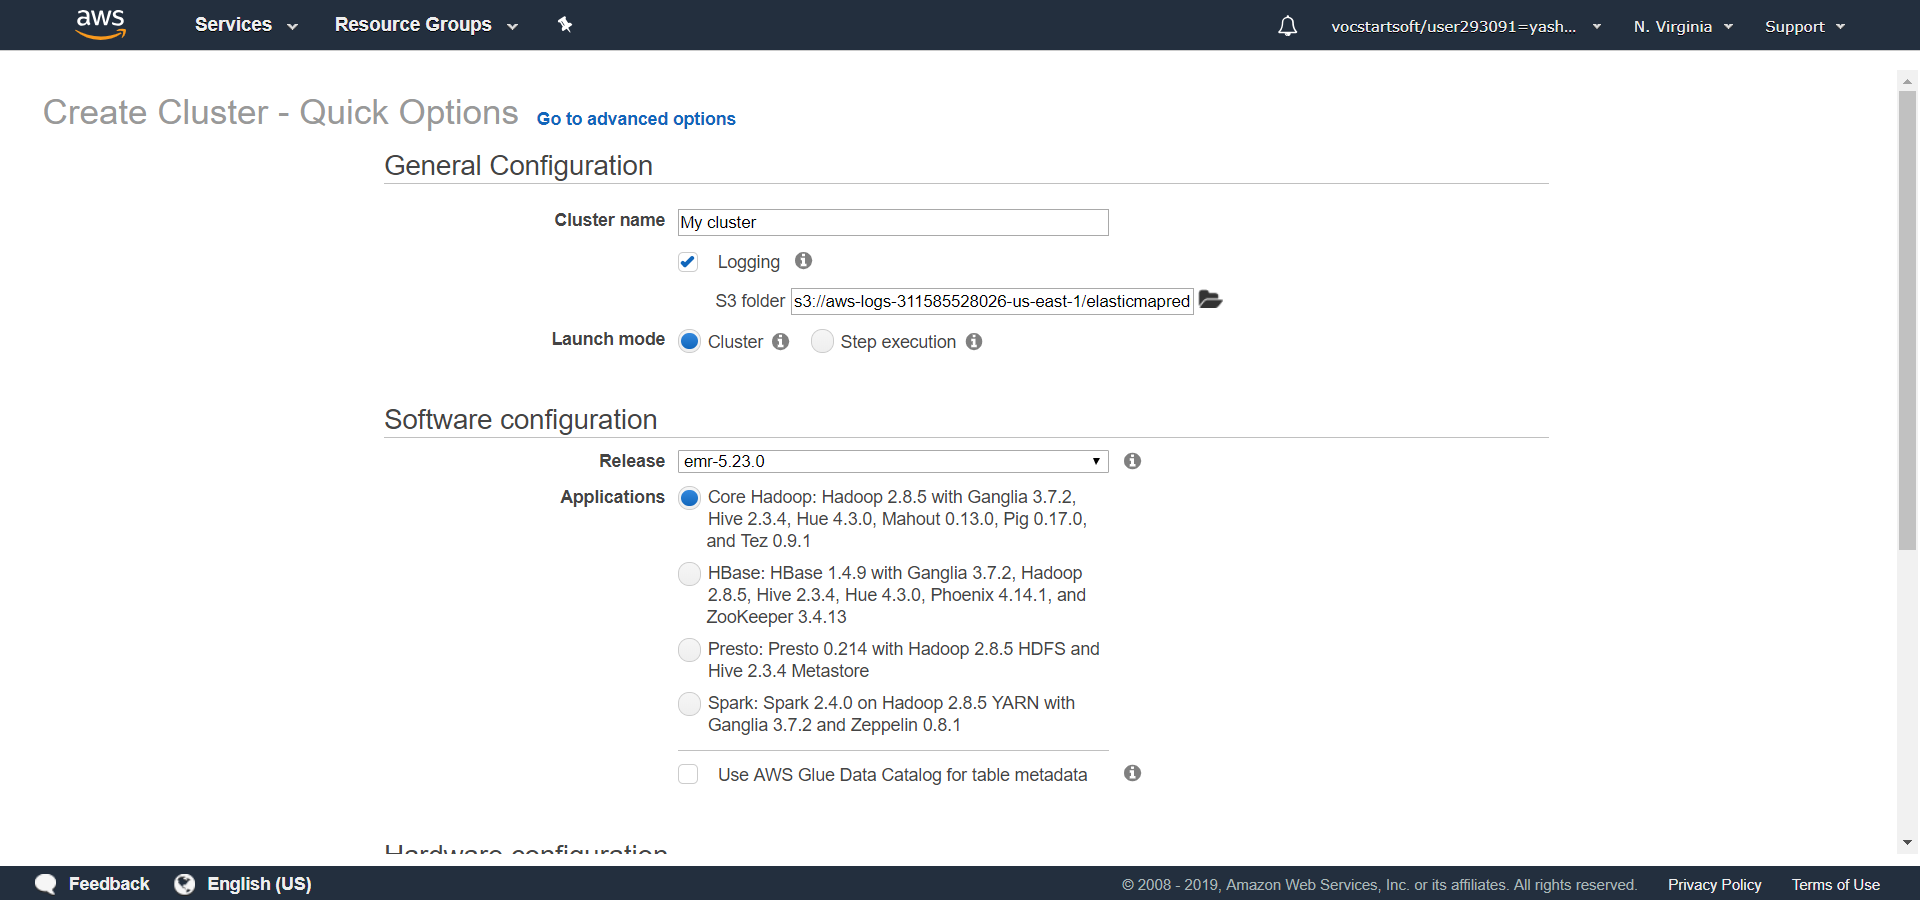 aws Services Resource Groups vocstartsoft/user293091=yash... N. Virginia Support
Create Cluster - Quick Options Go to advanced options
General Configuration
Cluster name My cluster
Logging
S3 folder s3://aws-logs-311585528026-us-east-1/elasticmapred
Launch mode Cluster Step execution
Software configuration
Release emr-5.23.0
Applications Core Hadoop: Hadoop 2.8.5 with Ganglia 3.7.2,
Hive 2.3.4, Hue 4.3.0, Mahout 0.13.0, Pig 0.17.0,
and Tez 0.9.1
HBase: HBase 1.4.9 with Ganglia 3.7.2, Hadoop
2.8.5, Hive 2.3.4, Hue 4.3.0, Phoenix 4.14.1, and
ZooKeeper 3.4.13
Presto: Presto 0.214 with Hadoop 2.8.5 HDFS and
Hive 2.3.4 Metastore
Spark: Spark 2.4.0 on Hadoop 2.8.5 YARN with
Ganglia 3.7.2 and Zeppelin 0.8.1
Use AWS Glue Data Catalog for table metadata
Hardware configuration
Feedback English (US) © 2008 - 2019, Amazon Web Services, Inc. or its affiliates. All rights reserved. Privacy Policy Terms of Use